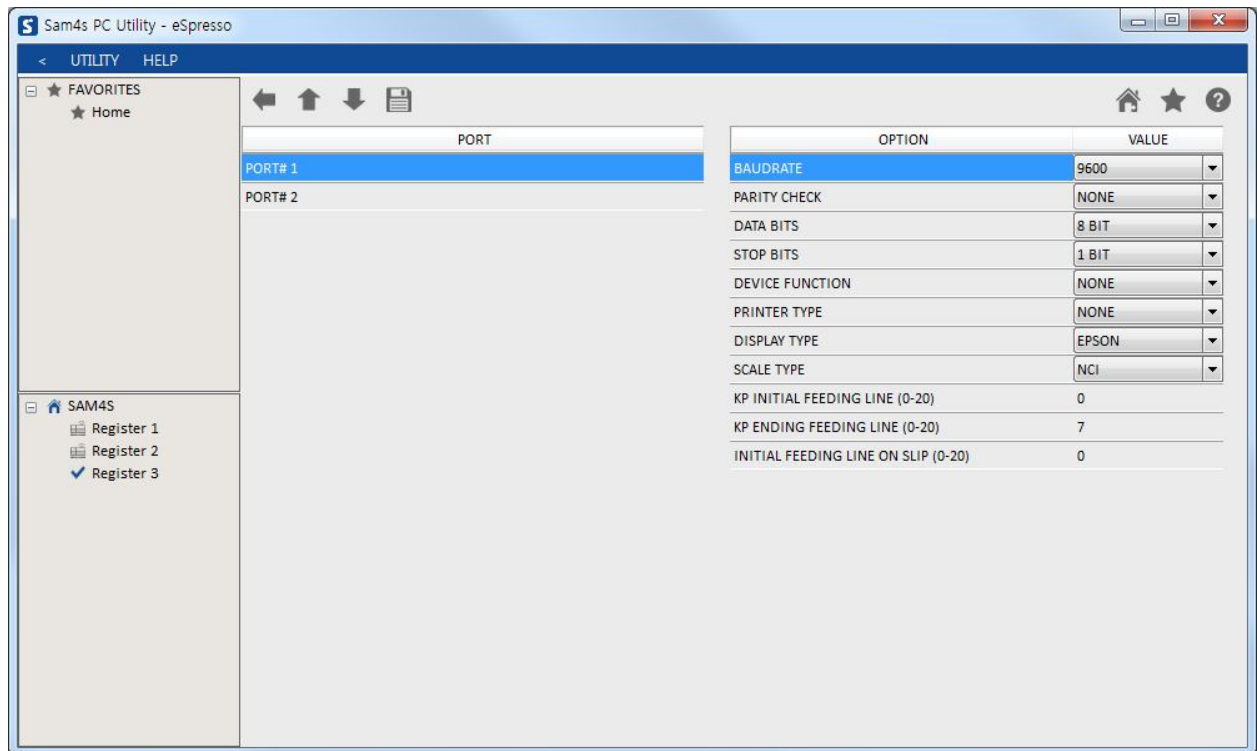 Sam4s PC Utility - eSpresso
< UTILITY HELP
FAVORITES
Home
SAM4S
Register 1
Register 2
Register 3
PORT
PORT# 1
PORT# 2
OPTION VALUE
BAUDRATE 9600
PARITY CHECK NONE
DATA BITS 8 BIT
STOP BITS 1 BIT
DEVICE FUNCTION NONE
PRINTER TYPE NONE
DISPLAY TYPE EPSON
SCALE TYPE NCI
KP INITIAL FEEDING LINE (0-20) 0
KP ENDING FEEDING LINE (0-20) 7
INITIAL FEEDING LINE ON SLIP (0-20) 0